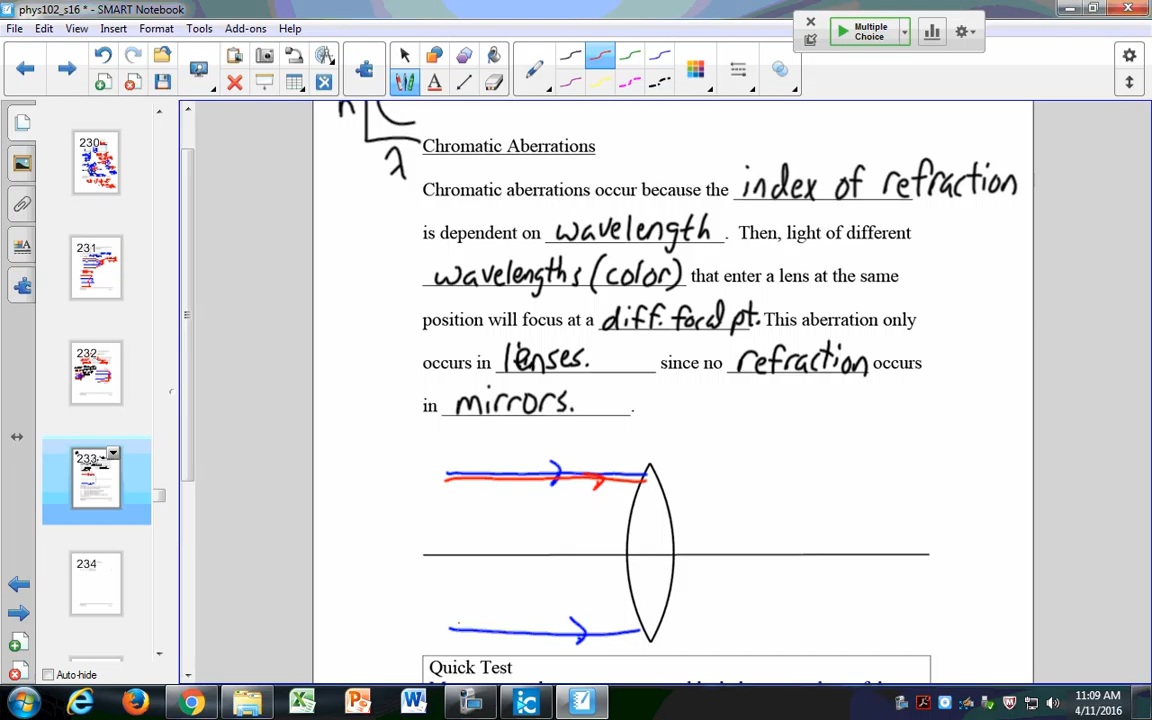 phys102_s16 * - SMART Notebook
File Edit View Insert Format Tools Add-ons Help
Multiple
Choice
n
λ
Chromatic Aberrations
Chromatic aberrations occur because the index of refraction
is dependent on wavelength. Then, light of different
wavelengths (color) that enter a lens at the same
position will focus at a diff. focal pt. This aberration only
occurs in lenses. since no refraction occurs
in mirrors. .
Quick Test
230
231
232
233
234
Auto-hide
11:09 AM
4/11/2016